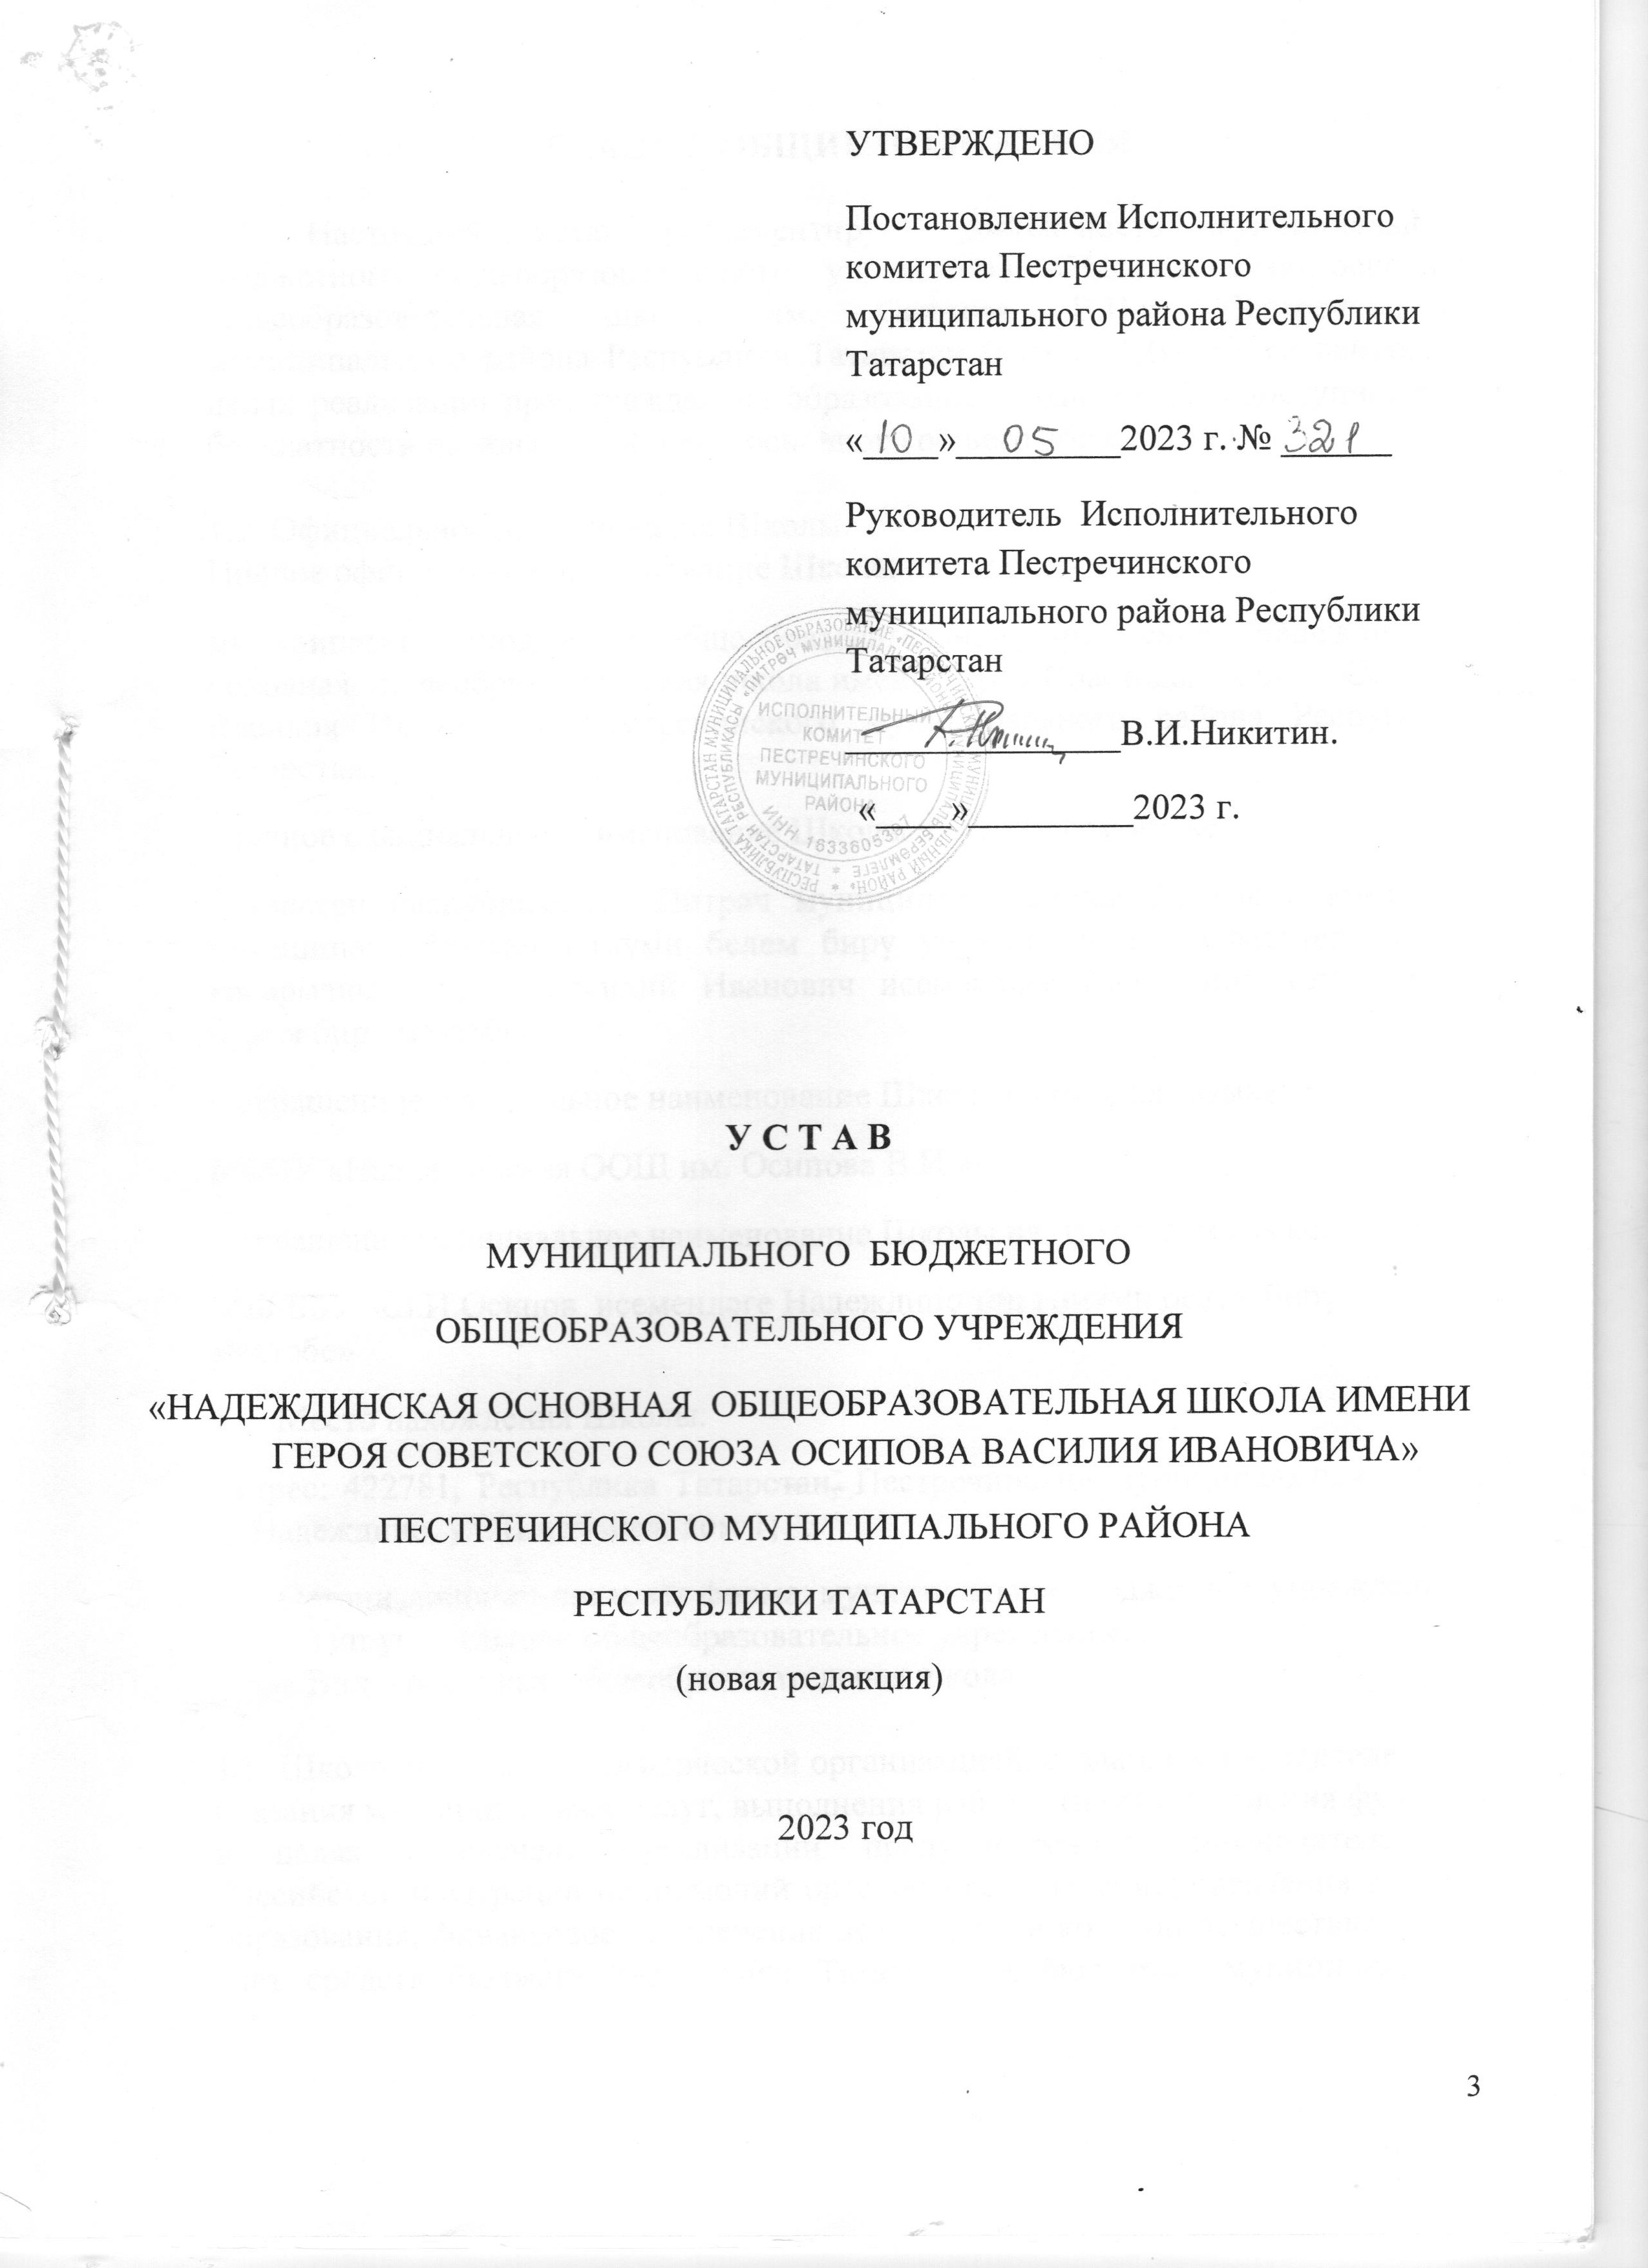 УТВЕРЖДЕНО
Постановлением Исполнительного
комитета Пестречинского
муниципального района Республики
Татарстан
«10» 05 2023 г. № 321
Руководитель Исполнительного
комитета Пестречинского
муниципального района Республики
Татарстан
ИСПОЛНИТЕЛЬНЫЙ
КОМИТЕТ
ПЕСТРЕЧИНСКОГО
МУНИЦИПАЛЬНОГО
РАЙОНА
В.И.Никитин.
«____»_________2023 г.
У С Т А В
МУНИЦИПАЛЬНОГО БЮДЖЕТНОГО
ОБЩЕОБРАЗОВАТЕЛЬНОГО УЧРЕЖДЕНИЯ
«НАДЕЖДИНСКАЯ ОСНОВНАЯ ОБЩЕОБРАЗОВАТЕЛЬНАЯ ШКОЛА ИМЕНИ
ГЕРОЯ СОВЕТСКОГО СОЮЗА ОСИПОВА ВАСИЛИЯ ИВАНОВИЧА»
ПЕСТРЕЧИНСКОГО МУНИЦИПАЛЬНОГО РАЙОНА
РЕСПУБЛИКИ ТАТАРСТАН
(новая редакция)
2023 год
3